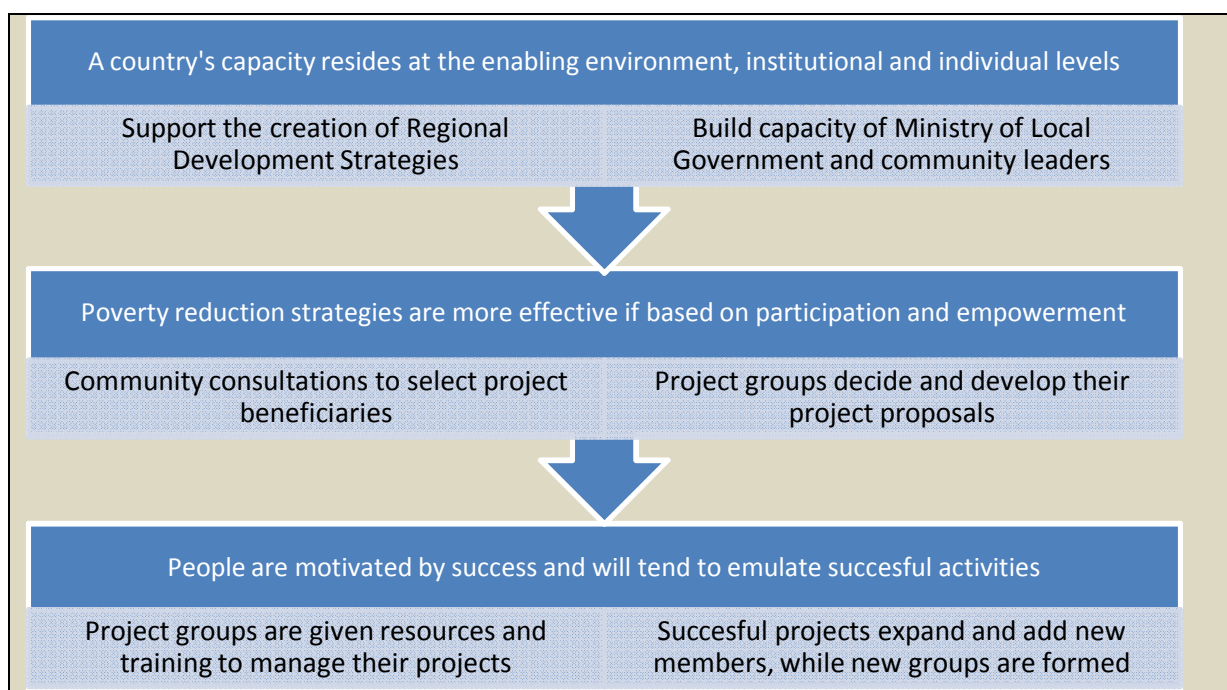 A country's capacity resides at the enabling environment, institutional and individual levels
Support the creation of Regional
Development Strategies
Build capacity of Ministry of Local
Government and community leaders
Poverty reduction strategies are more effective if based on participation and empowerment
Community consultations to select project
beneficiaries
Project groups decide and develop their
project proposals
People are motivated by success and will tend to emulate succesful activities
Project groups are given resources and
training to manage their projects
Succesful projects expand and add new
members, while new groups are formed